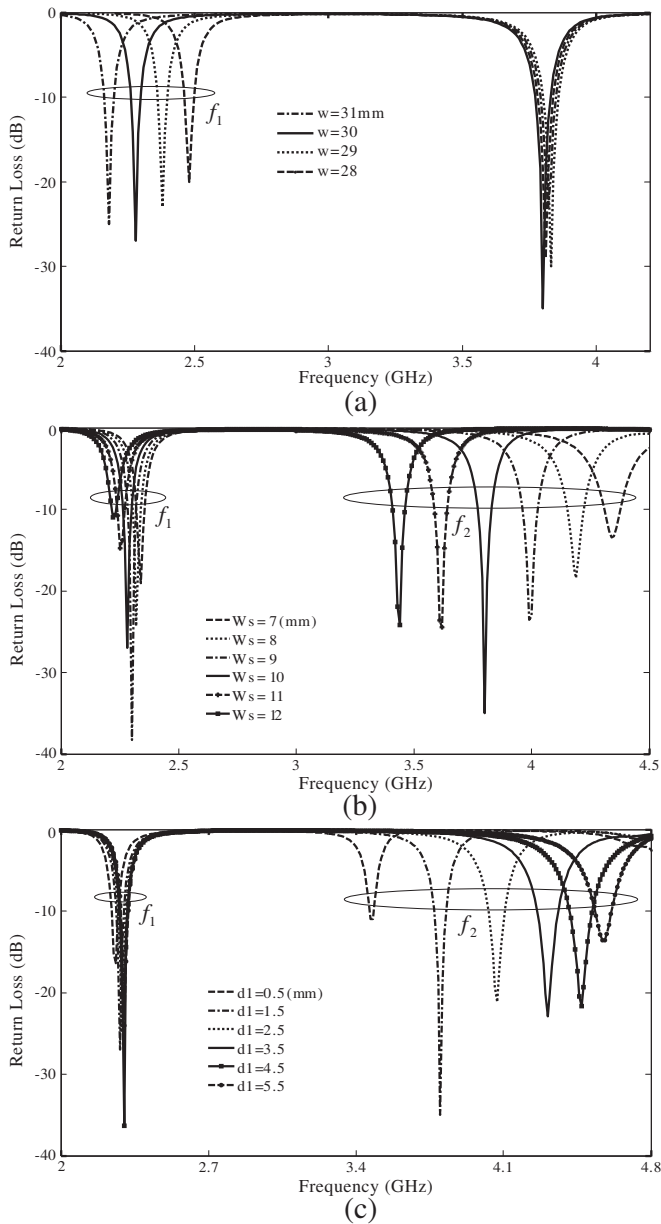 0
-10
-20
-30
-40
Return Loss (dB)
f1
w=31mm
w=30
w=29
w=28
2
2.5
3
3.5
4
Frequency (GHz)
(a)
0
-10
-20
-30
-40
Return Loss (dB)
f1
f2
Ws=7(mm)
Ws=8
Ws=9
Ws=10
Ws=11
Ws=12
2
2.5
3
3.5
4
4.5
Frequency (GHz)
(b)
0
-10
-20
-30
-40
Return Loss (dB)
f1
f2
d1=0.5(mm)
d1=1.5
d1=2.5
d1=3.5
d1=4.5
d1=5.5
2
2.7
3.4
4.1
4.8
Frequency (GHz)
(c)